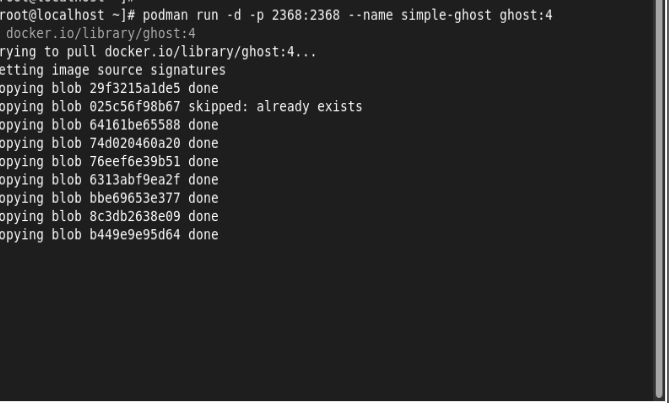 root@localhost ~]#
root@localhost ~]# podman run -d -p 2368:2368 --name simple-ghost ghost:4
docker.io/library/ghost:4
rying to pull docker.io/library/ghost:4...
etting image source signatures
opying blob 29f3215a1de5 done
opying blob 025c56f98b67 skipped: already exists
opying blob 64161be65588 done
opying blob 74d020460a20 done
opying blob 76eef6e39b51 done
opying blob 6313abf9ea2f done
opying blob bbe69653e377 done
opying blob 8c3db2638e09 done
opying blob b449e9e95d64 done